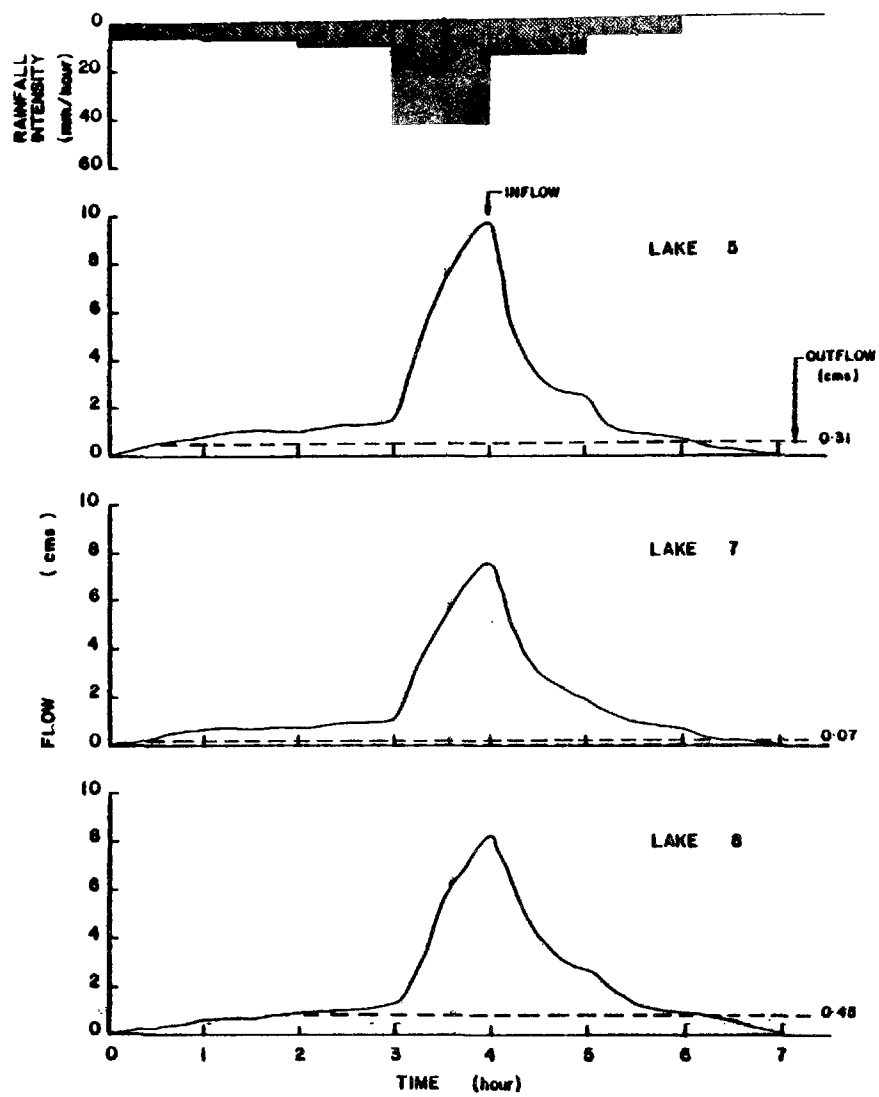 RAINFALL
INTENSITY
(mm/hour)
0
20
40
60
INFLOW
LAKE 5
10
8
6
4
2
0
OUTFLOW
(cms)
0·31
FLOW (cms)
LAKE 7
10
8
6
4
2
0
0·07
LAKE 8
10
8
6
4
2
0
0·48
0 1 2 3 4 5 6 7
TIME (hour)